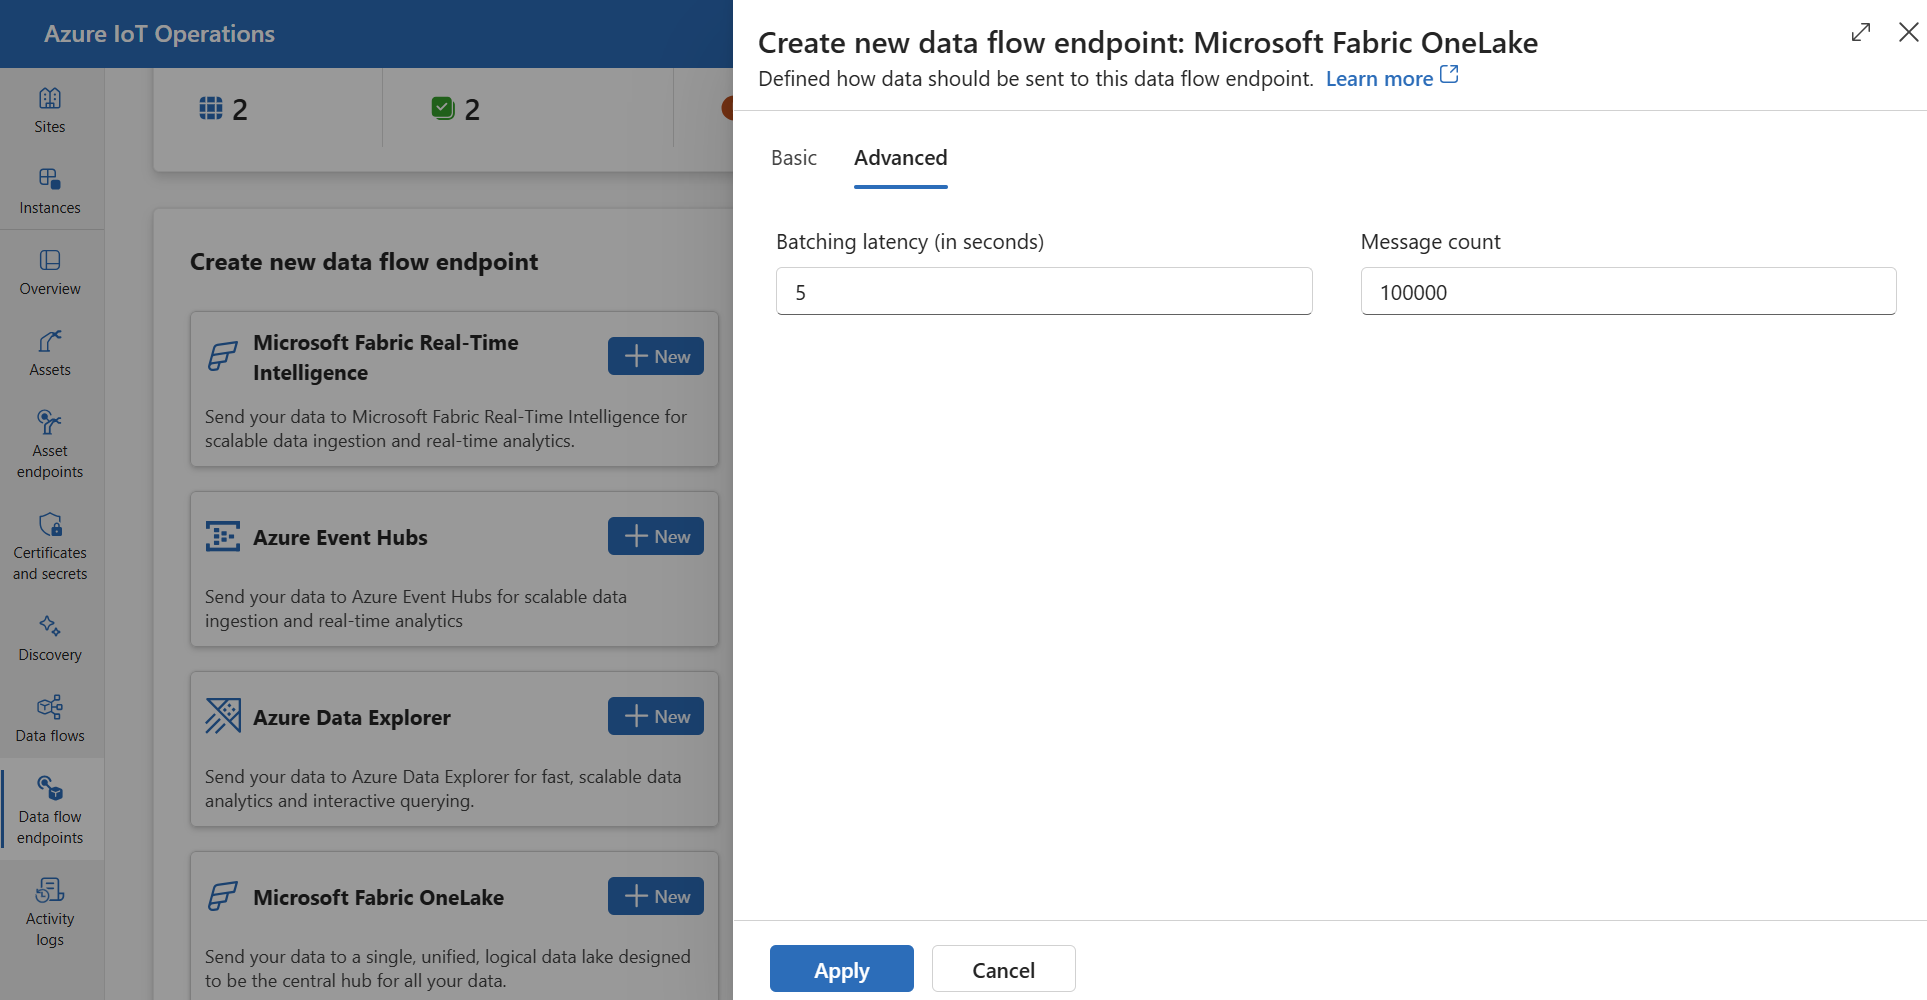 Azure IoT Operations
Sites
Instances
Overview
Assets
Asset
endpoints
Certificates
and secrets
Discovery
Data flows
Data flow
endpoints
Activity
logs
2
2
Create new data flow endpoint
Microsoft Fabric Real-Time
Intelligence
New
Send your data to Microsoft Fabric Real-Time Intelligence for
scalable data ingestion and real-time analytics.
Azure Event Hubs
New
Send your data to Azure Event Hubs for scalable data
ingestion and real-time analytics
Azure Data Explorer
New
Send your data to Azure Data Explorer for fast, scalable data
analytics and interactive querying.
Microsoft Fabric OneLake
New
Send your data to a single, unified, logical data lake designed
to be the central hub for all your data.
Create new data flow endpoint: Microsoft Fabric OneLake
Defined how data should be sent to this data flow endpoint. Learn more
Basic
Advanced
Batching latency (in seconds)
5
Message count
100000
Apply
Cancel